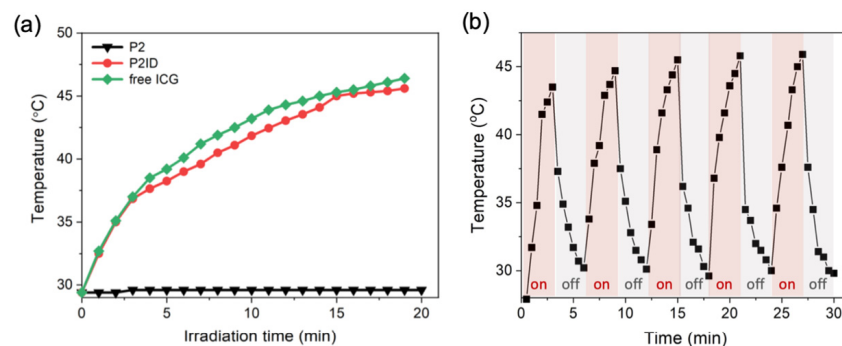 (a)
50
45
40
35
30
Temperature (°C)
P2
P2ID
free ICG
0 5 10 15 20
Irradiation time (min)
(b)
45
40
35
30
Temperature (°C)
on off on off on off on off on off
0 5 10 15 20 25 30
Time (min)